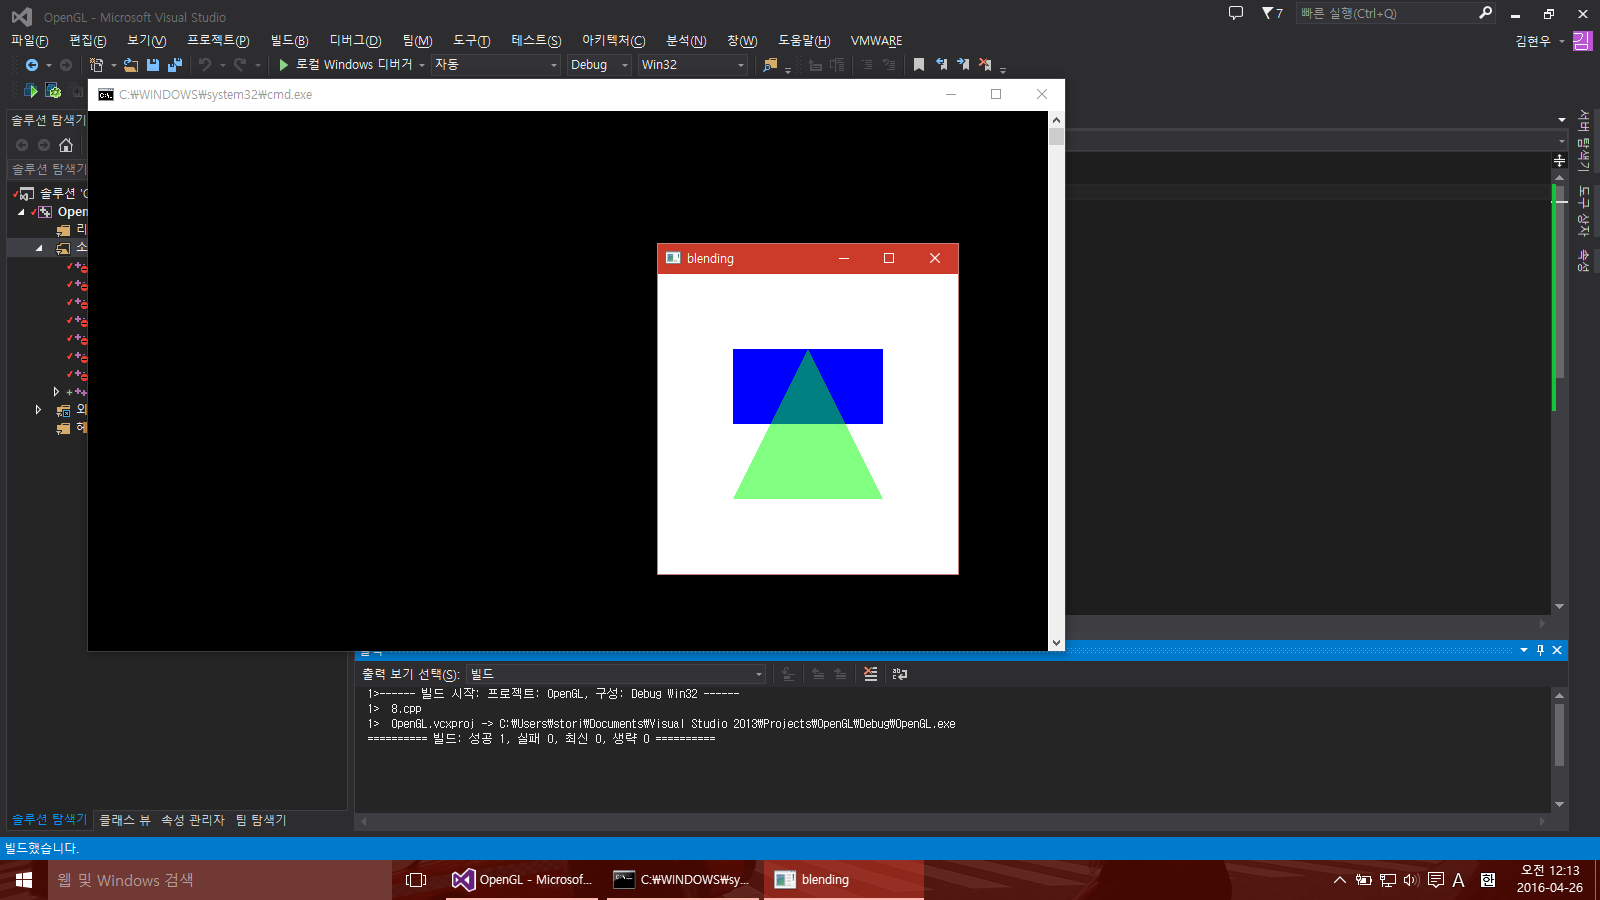 OpenGL - Microsoft Visual Studio
7
빠른 실행(Ctrl+Q)
파일(F) 편집(E) 보기(V) 프로젝트(P) 빌드(B) 디버그(D) 팀(M) 도구(T) 테스트(S) 아키텍처(C) 분석(N) 창(W) 도움말(H) VMWARE
김현우 김
로컬 Windows 디버거 자동 Debug Win32
C:\WINDOWS\system32\cmd.exe
솔루션 탐색기
솔루션 탐색기
솔루션 'O
Open
리
소
외
헤
서버 탐색기
도구 상자
속성
blending
출력 보기 선택(S): 빌드
1>------ 빌드 시작: 프로젝트: OpenGL, 구성: Debug Win32 ------
1> 8.cpp
1> OpenGL.vcxproj -> C:\Users\stori\Documents\Visual Studio 2013\Projects\OpenGL\Debug\OpenGL.exe
========== 빌드: 성공 1, 실패 0, 최신 0, 생략 0 ==========
솔루션 탐색기 클래스 뷰 속성 관리자 팀 탐색기
빌드했습니다.
웹 및 Windows 검색
OpenGL - Microsof...
C:\WINDOWS\sy...
blending
A 한
오전 12:13
2016-04-26